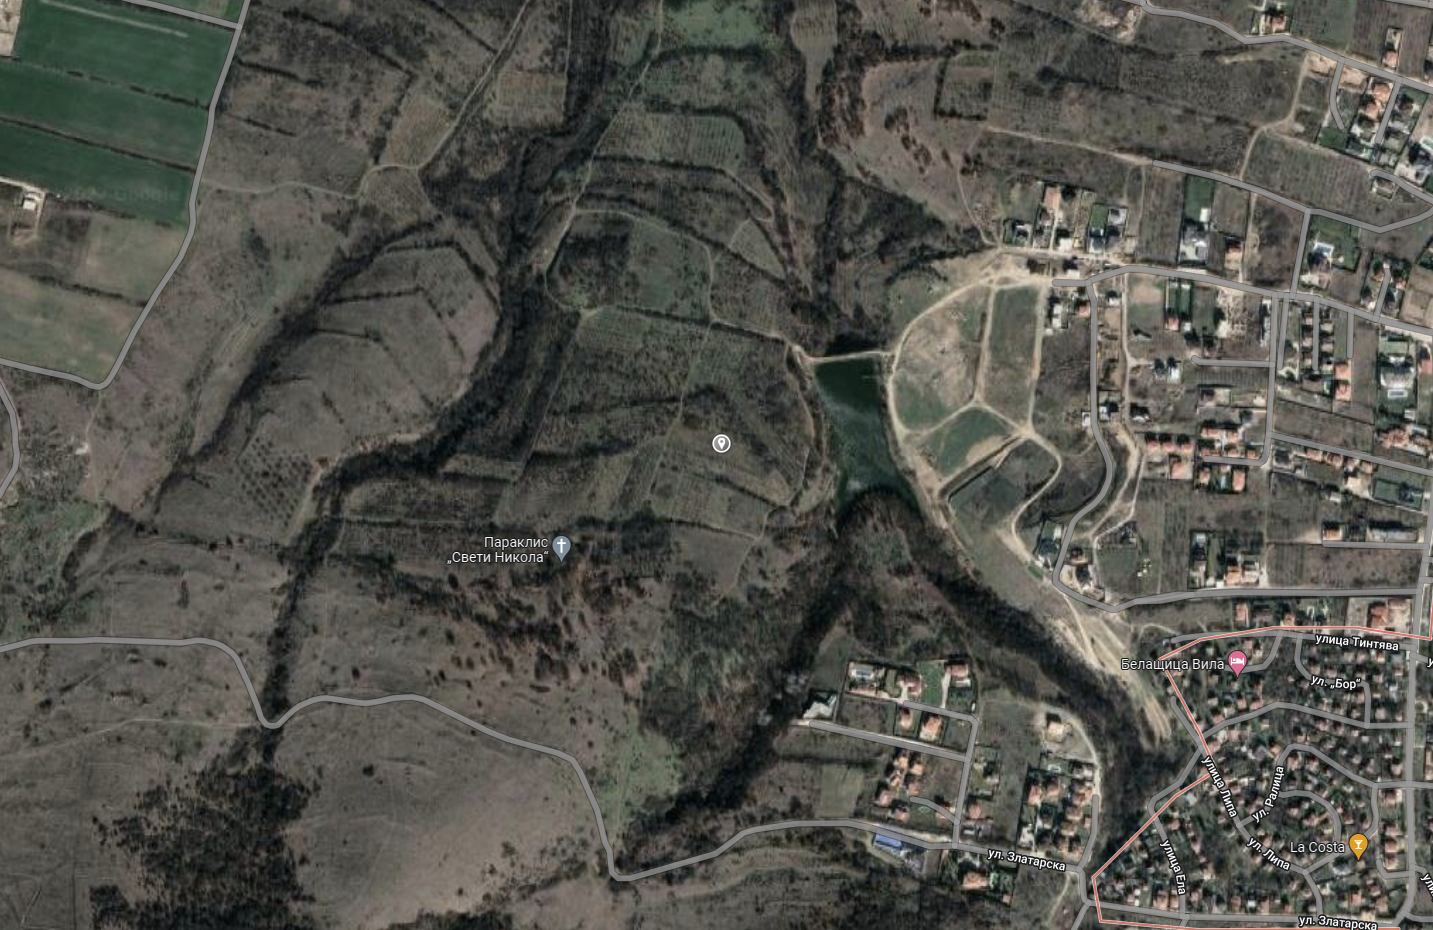 Параклис
„Свети Никола“
улица Тинтява
Белащица Вила
ул. „Бор“
улица Липа
ул. Ралица
La Costa
ул. Липа
ул. Златарска
улица Ела
ул. Златарска